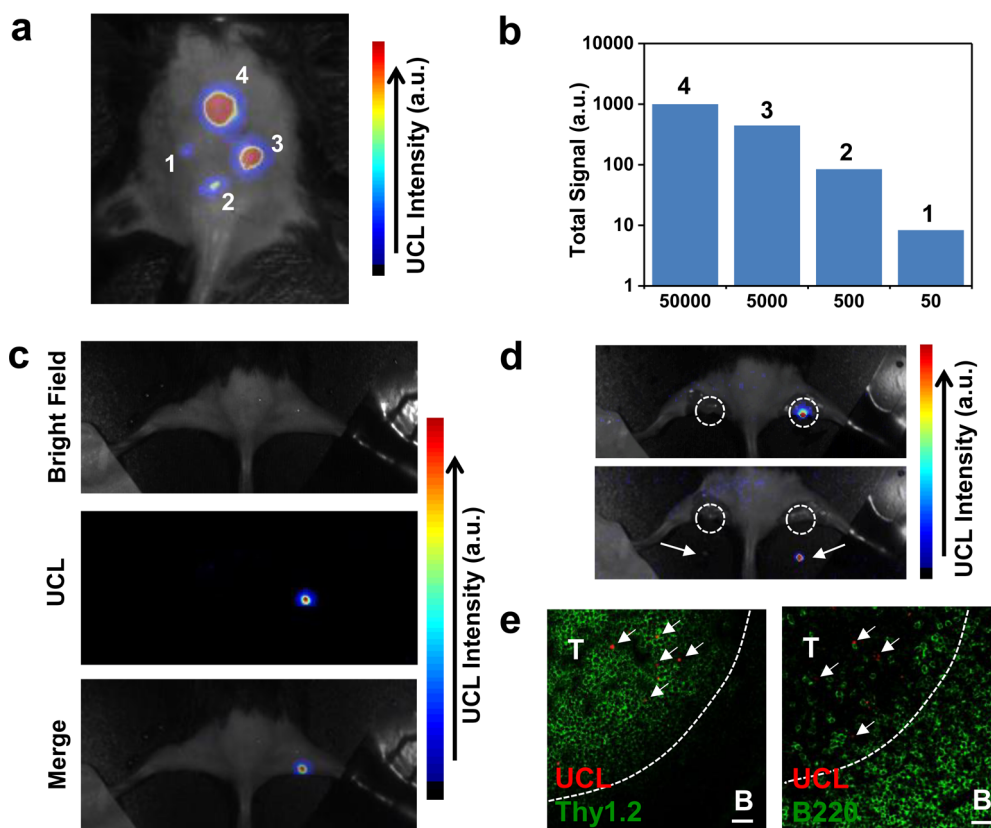 a
4
3
1
2
UCL Intensity (a.u.)
b
Total Signal (a.u.)
10000
1000
100
10
1
4
3
2
1
50000
5000
500
50
c
Bright Field
UCL
Merge
UCL Intensity (a.u.)
d
UCL Intensity (a.u.)
e
T
UCL
Thy1.2
B
T
UCL
B220
B